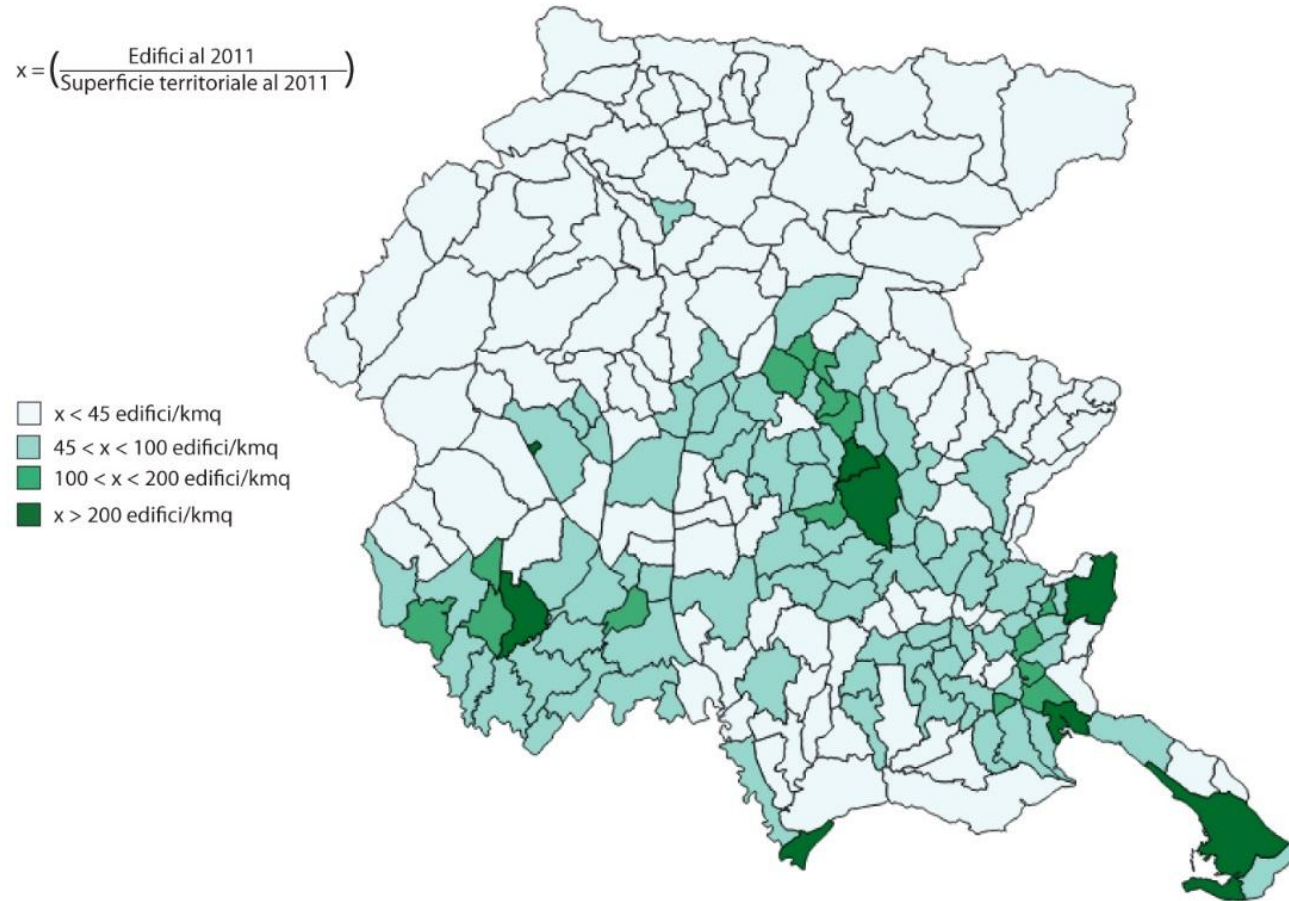 x = ( Edifici al 2011 / Superficie territoriale al 2011 )
x < 45 edifici/kmq
45 < x < 100 edifici/kmq
100 < x < 200 edifici/kmq
x > 200 edifici/kmq